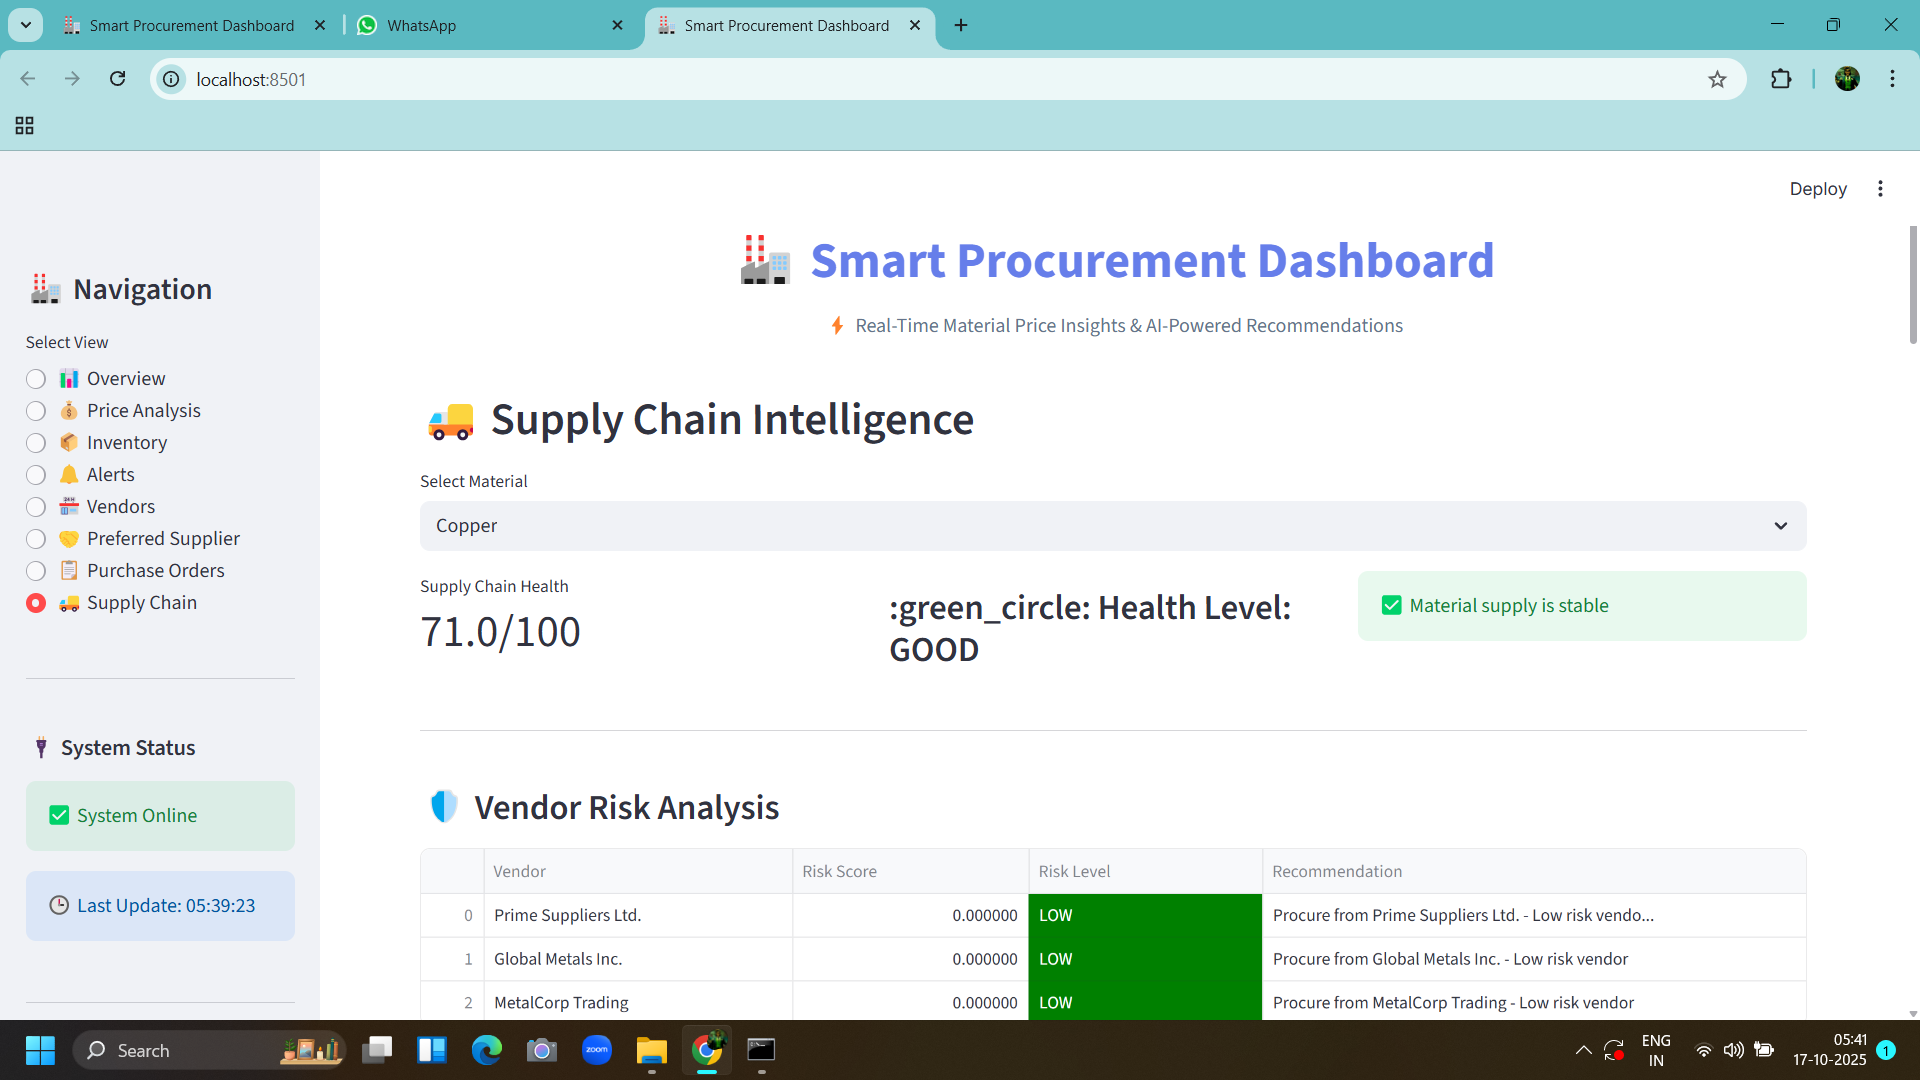 Smart Procurement Dashboard
WhatsApp
Smart Procurement Dashboard
localhost:8501
Deploy
Navigation
Select View
Overview
Price Analysis
Inventory
Alerts
Vendors
Preferred Supplier
Purchase Orders
Supply Chain
System Status
System Online
Last Update: 05:39:23
Smart Procurement Dashboard
Real-Time Material Price Insights & AI-Powered Recommendations
Supply Chain Intelligence
Select Material
Copper
Supply Chain Health
71.0/100
:green_circle: Health Level:
GOOD
Material supply is stable
Vendor Risk Analysis
Vendor Risk Score Risk Level Recommendation
0 Prime Suppliers Ltd. 0.000000 LOW Procure from Prime Suppliers Ltd. - Low risk vendo...
1 Global Metals Inc. 0.000000 LOW Procure from Global Metals Inc. - Low risk vendor
2 MetalCorp Trading 0.000000 LOW Procure from MetalCorp Trading - Low risk vendor
Search
zoom
ENG
IN
05:41
17-10-2025
1